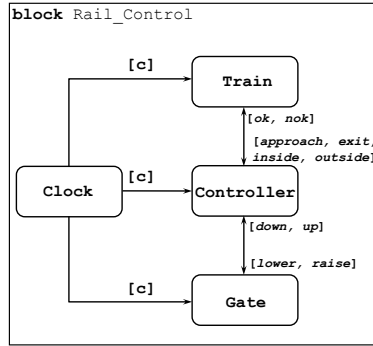 block Rail_Control
[c]
Train
[ok, nok]
[approach, exit,
inside, outside]
Clock
[c]
Controller
[down, up]
[lower, raise]
[c]
Gate